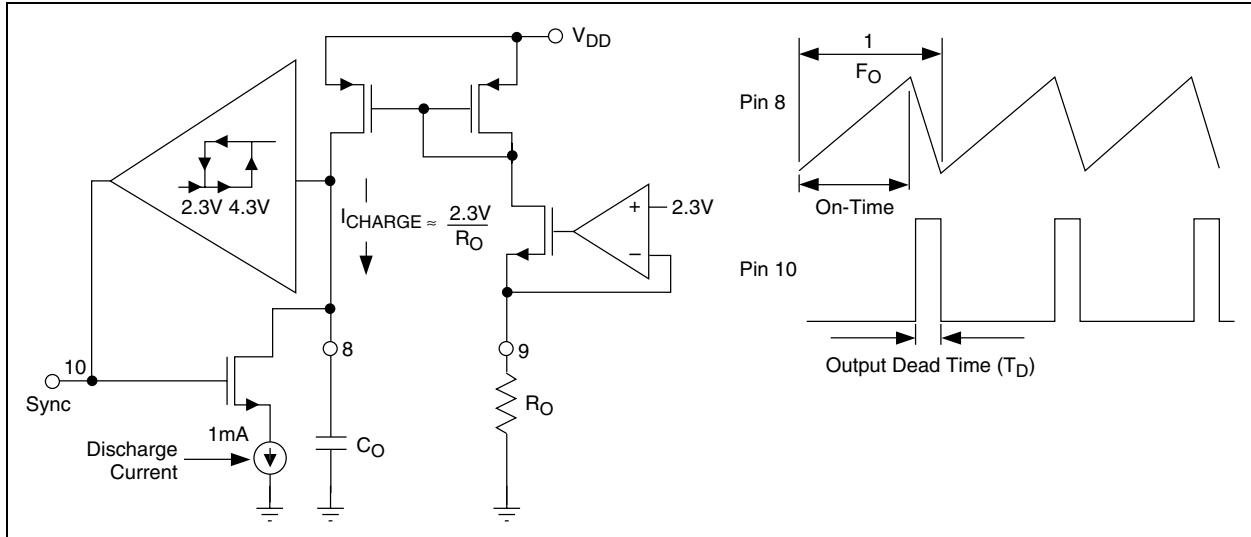 V_DD
2.3V 4.3V
I_CHARGE ≈ 2.3V
R_O
+
2.3V
−
10
Sync
8
9
1mA
Discharge
Current
C_O
R_O
1
F_O
Pin 8
On-Time
Pin 10
Output Dead Time (T_D)